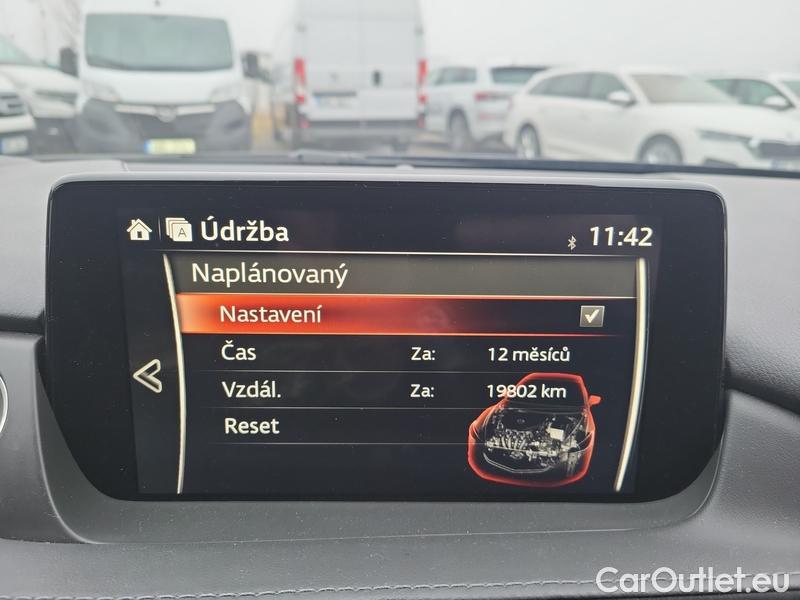 A Údržba
11:42
Naplánovaný
Nastavení
Čas Za: 12 měsíců
Vzdál. Za: 19802 km
Reset
CarOutlet.eu